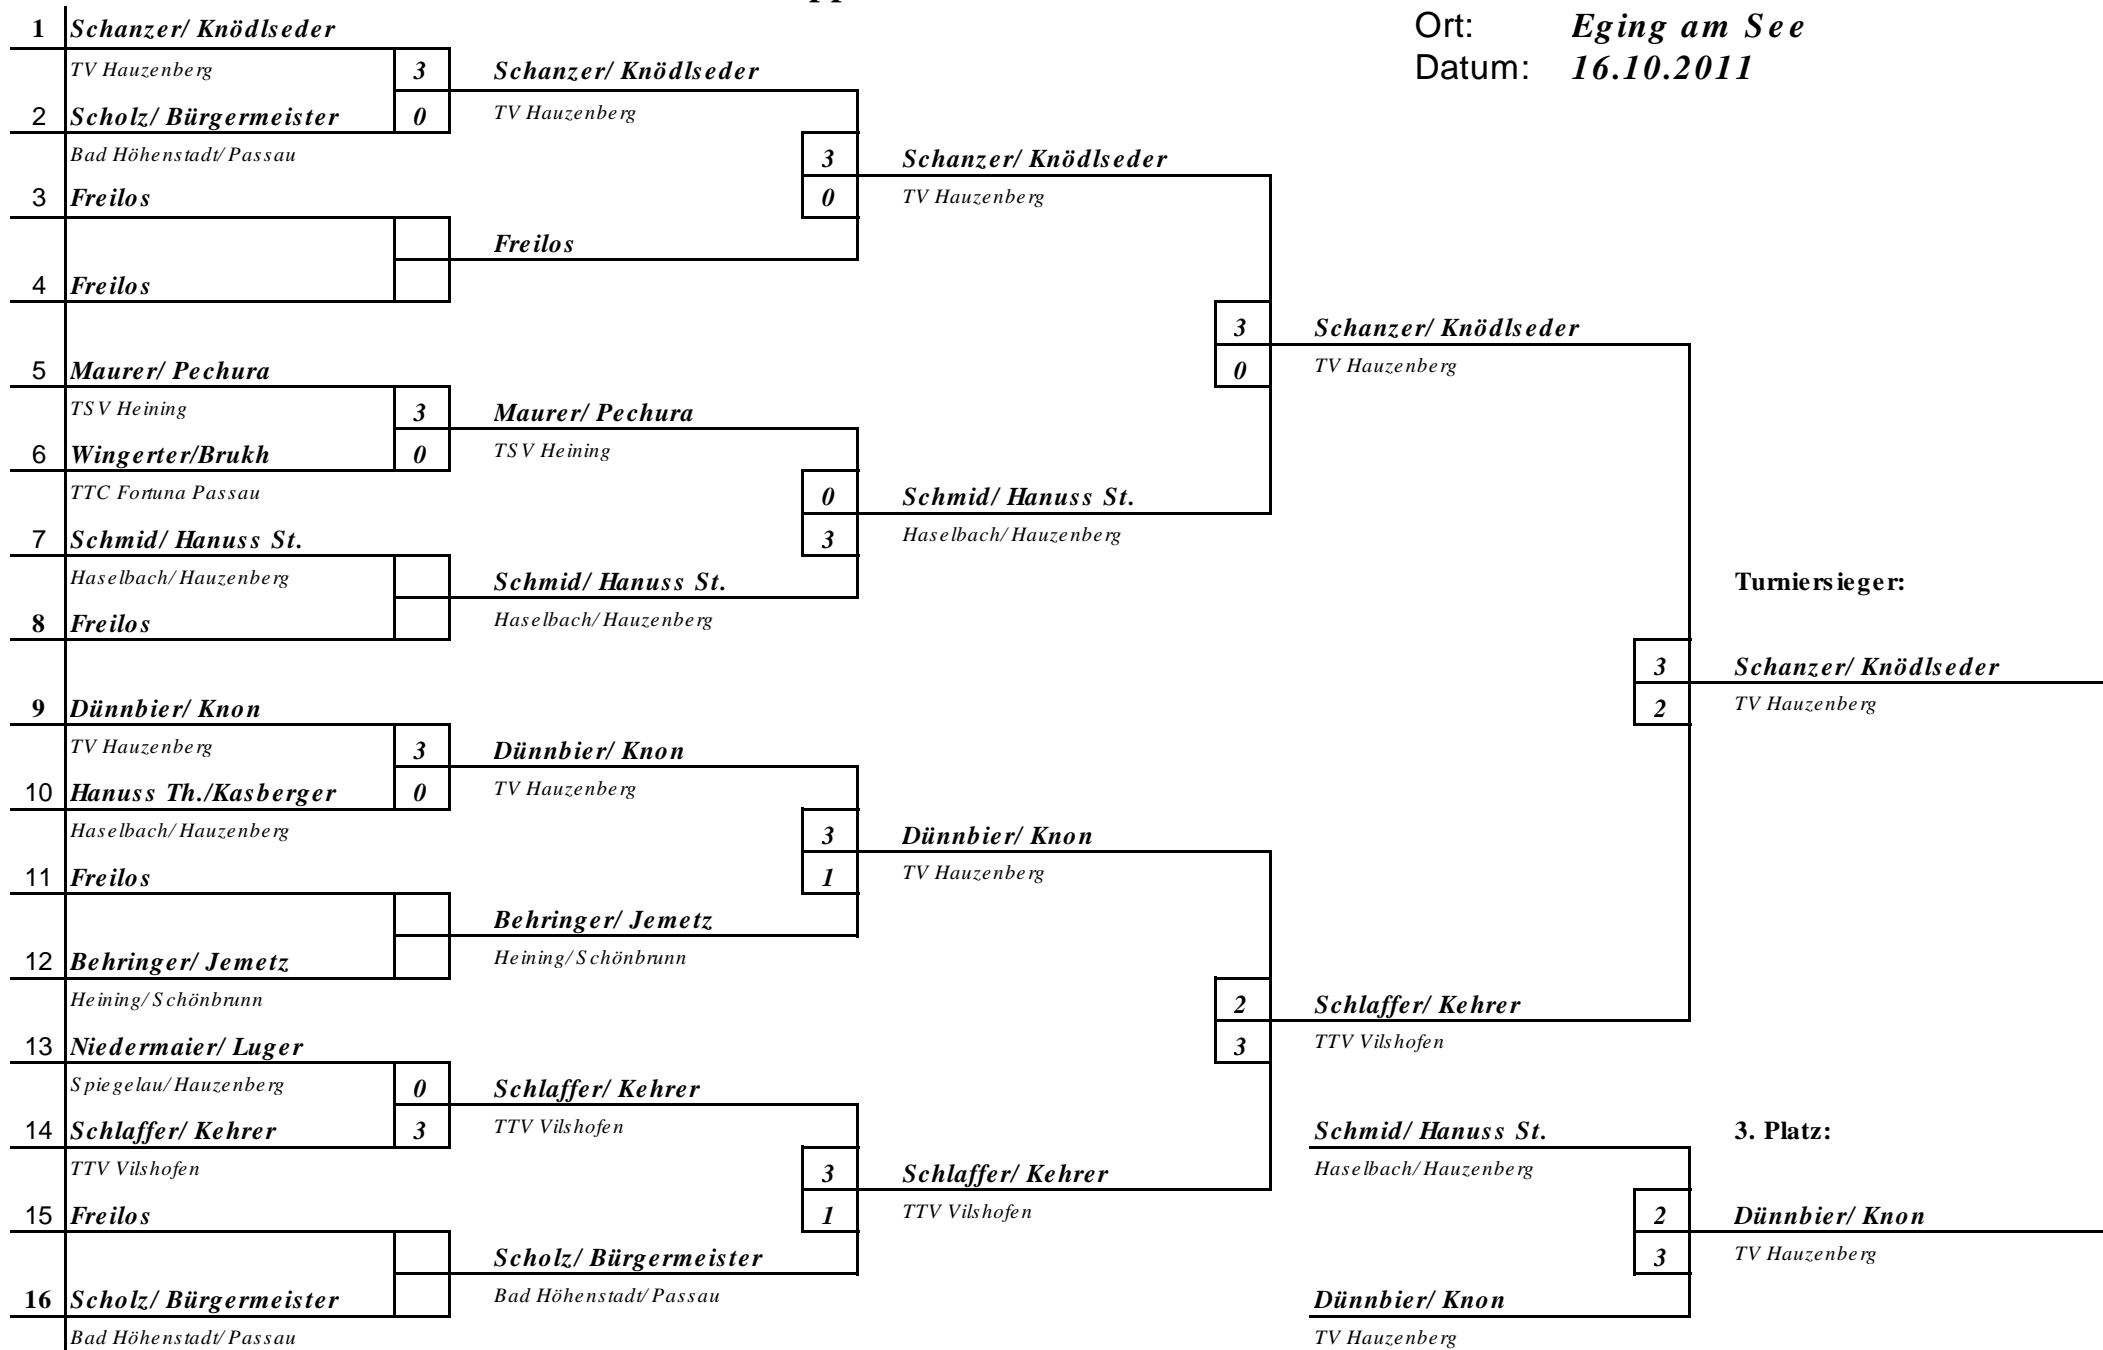 Ort: Eging am See
Datum: 16.10.2011
1 Schanzer/ Knödlseder
TV Hauzenberg 3
2 Scholz/ Bürgermeister 0
Bad Höhenstadt/ Passau
3 Freilos
4 Freilos
5 Maurer/ Pechura
TSV Heining 3
6 Wingerter/Brukh 0
TTC Fortuna Passau
7 Schmid/ Hanuss St.
Haselbach/ Hauzenberg
8 Freilos
9 Dünnbier/ Knon
TV Hauzenberg 3
10 Hanuss Th./Kasberger 0
Haselbach/ Hauzenberg
11 Freilos
12 Behringer/ Jemetz
Heining/ Schönbrunn
13 Niedermaier/ Luger
Spiegelau/ Hauzenberg 0
14 Schlaffer/ Kehrer 3
TTV Vilshofen
15 Freilos
16 Scholz/ Bürgermeister
Bad Höhenstadt/ Passau
Schanzer/ Knödlseder
TV Hauzenberg
3
0
Freilos
Maurer/ Pechura
TSV Heining
0
3
Schmid/ Hanuss St.
Haselbach/ Hauzenberg
Dünnbier/ Knon
TV Hauzenberg
3
1
Behringer/ Jemetz
Heining/ Schönbrunn
Schlaffer/ Kehrer
TTV Vilshofen
3
1
Scholz/ Bürgermeister
Bad Höhenstadt/ Passau
Schanzer/ Knödlseder
TV Hauzenberg
3
0
Schmid/ Hanuss St.
Haselbach/ Hauzenberg
Dünnbier/ Knon
TV Hauzenberg
2
3
Schlaffer/ Kehrer
TTV Vilshofen
Schanzer/ Knödlseder
TV Hauzenberg
3
2
Schlaffer/ Kehrer
TTV Vilshofen
Turniersieger:
Schanzer/ Knödlseder
TV Hauzenberg
Schmid/ Hanuss St.
Haselbach/ Hauzenberg
2
3
Dünnbier/ Knon
TV Hauzenberg
3. Platz:
Dünnbier/ Knon
TV Hauzenberg